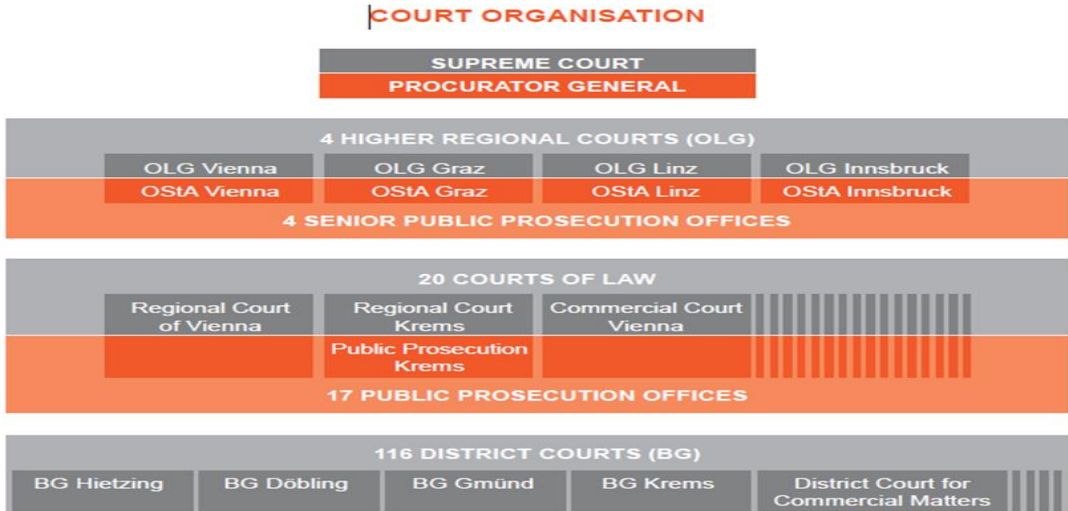 COURT ORGANISATION
SUPREME COURT
PROCURATOR GENERAL
4 HIGHER REGIONAL COURTS (OLG)
OLG Vienna OLG Graz OLG Linz OLG Innsbruck
OStA Vienna OStA Graz OStA Linz OStA Innsbruck
4 SENIOR PUBLIC PROSECUTION OFFICES
20 COURTS OF LAW
Regional Court of Vienna
Regional Court Krems
Commercial Court Vienna
Public Prosecution Krems
17 PUBLIC PROSECUTION OFFICES
116 DISTRICT COURTS (BG)
BG Hietzing BG Döbling BG Gmünd BG Krems District Court for
Commercial Matters